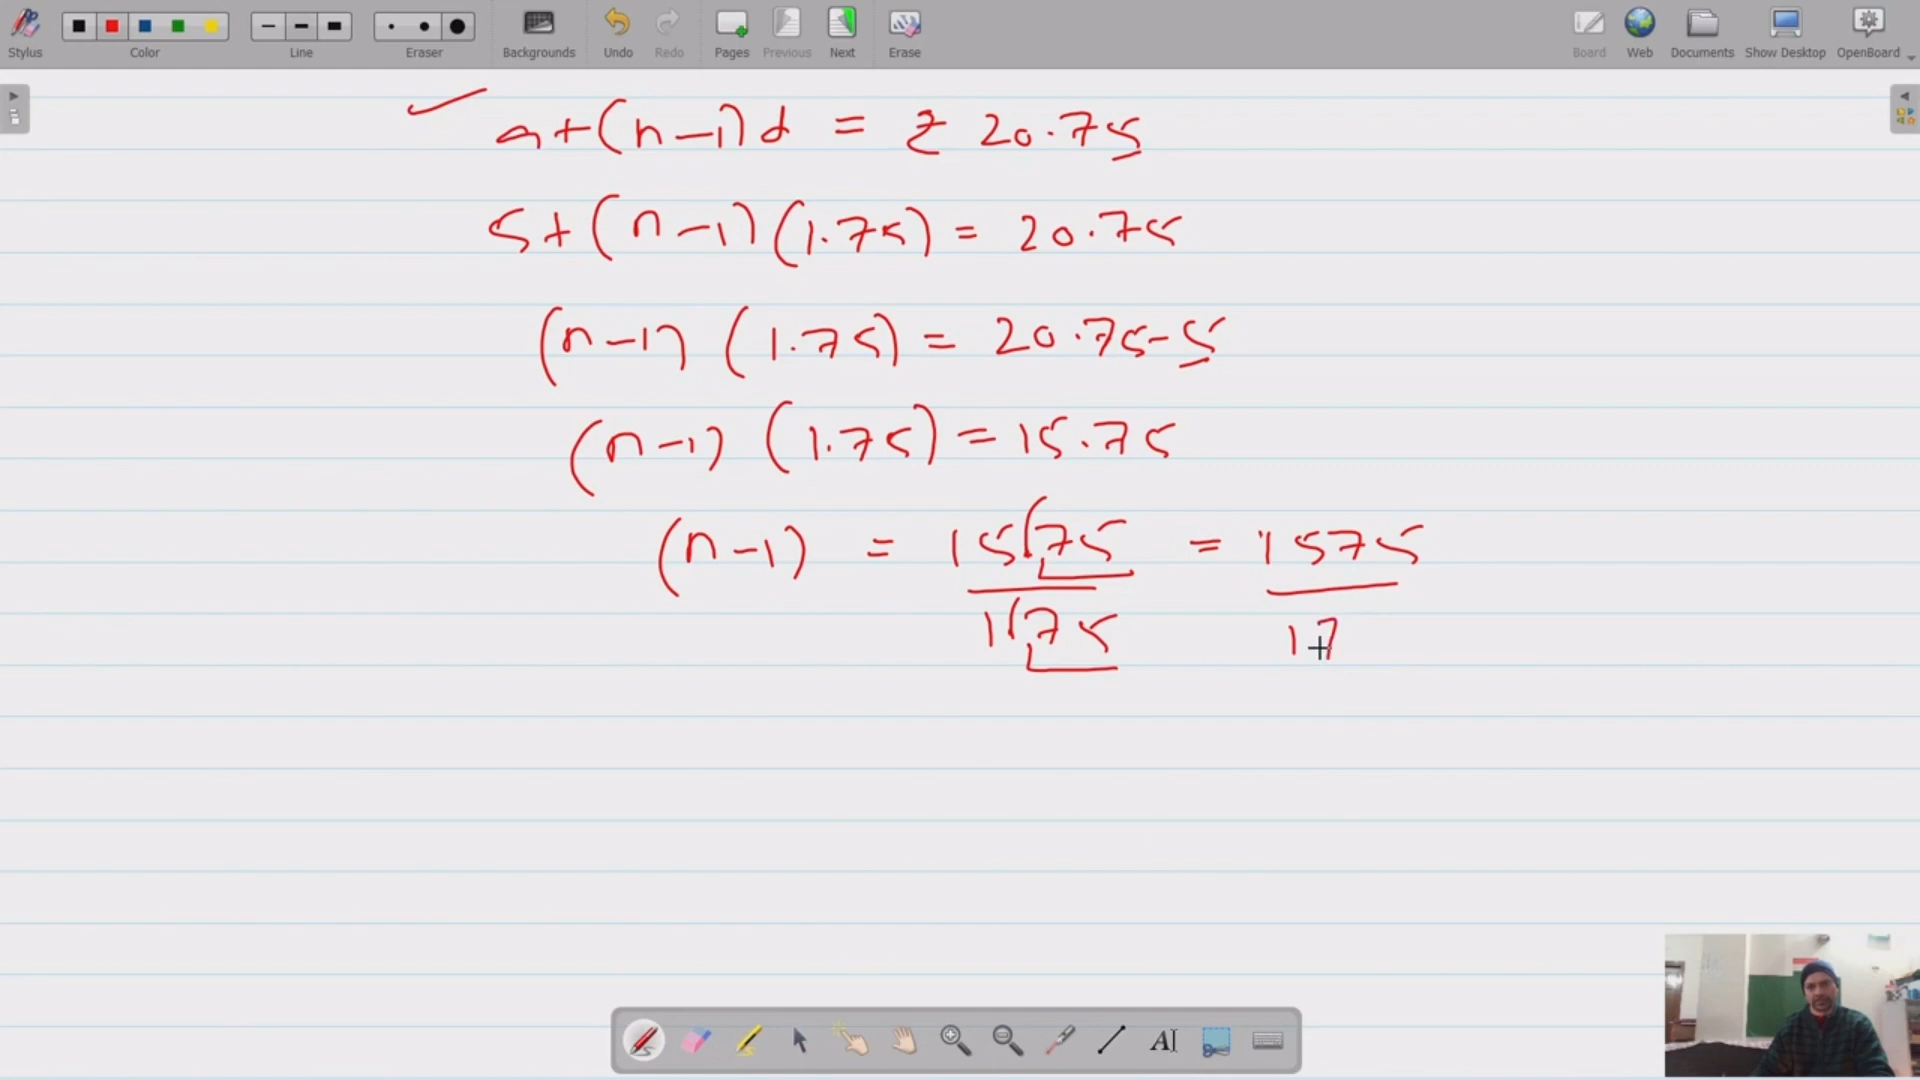 Stylus Color Line Eraser Backgrounds Undo Redo Pages Previous Next Erase Board Web Documents Show Desktop OpenBoard
a+(n-1)d = ₹ 20.75
5+(n-1)(1.75) = 20.75
(n-1) (1.75) = 20.75-5
(n-1) (1.75) = 15.75
(n-1) = 15.75 = 1575
1.75 17